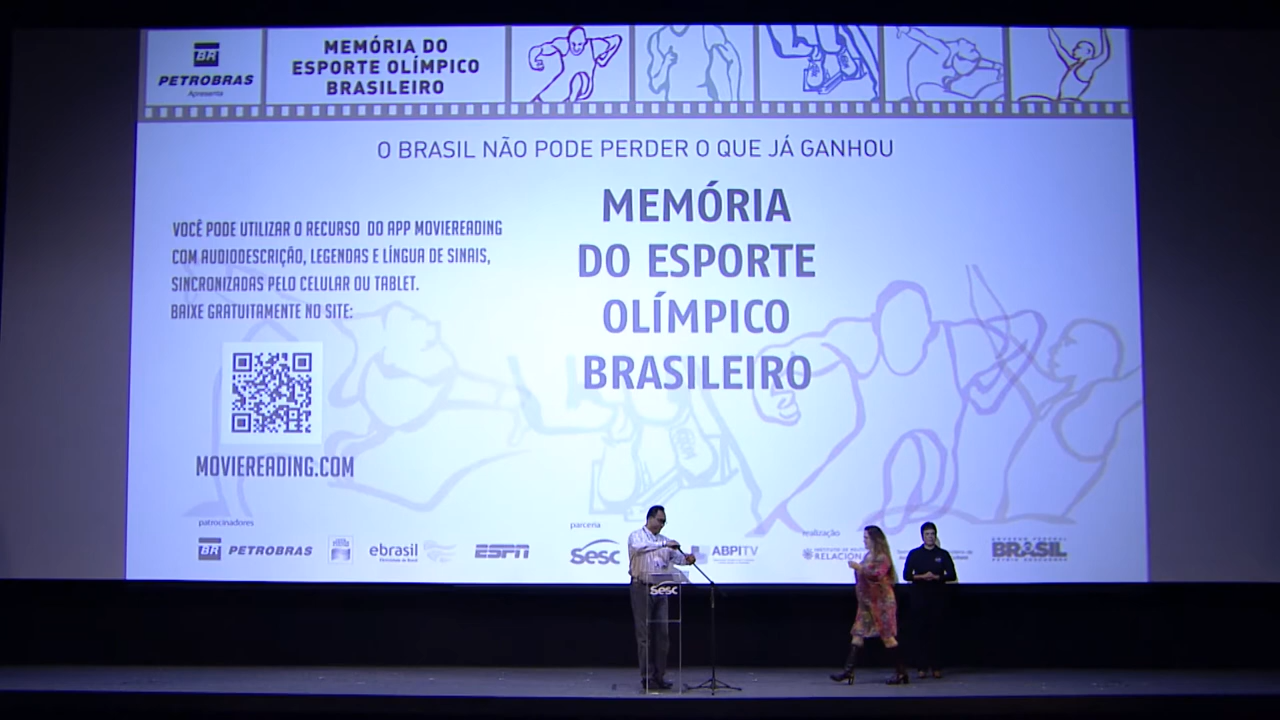 BR
PETROBRAS
Apresenta
MEMÓRIA DO
ESPORTE OLÍMPICO
BRASILEIRO
O BRASIL NÃO PODE PERDER O QUE JÁ GANHOU
MEMÓRIA
DO ESPORTE
OLÍMPICO
BRASILEIRO
VOCÊ PODE UTILIZAR O RECURSO DO APP MOVIEREADING
COM AUDIODESCRIÇÃO, LEGENDAS E LÍNGUA DE SINAIS,
SINCRONIZADAS PELO CELULAR OU TABLET.
BAIXE GRATUITAMENTE NO SITE:
MOVIEREADING.COM
patrocinadores
BR PETROBRAS
ebrasil
ESPN
parceria
Sesc
ABPITV
realização
BRASIL
Sesc